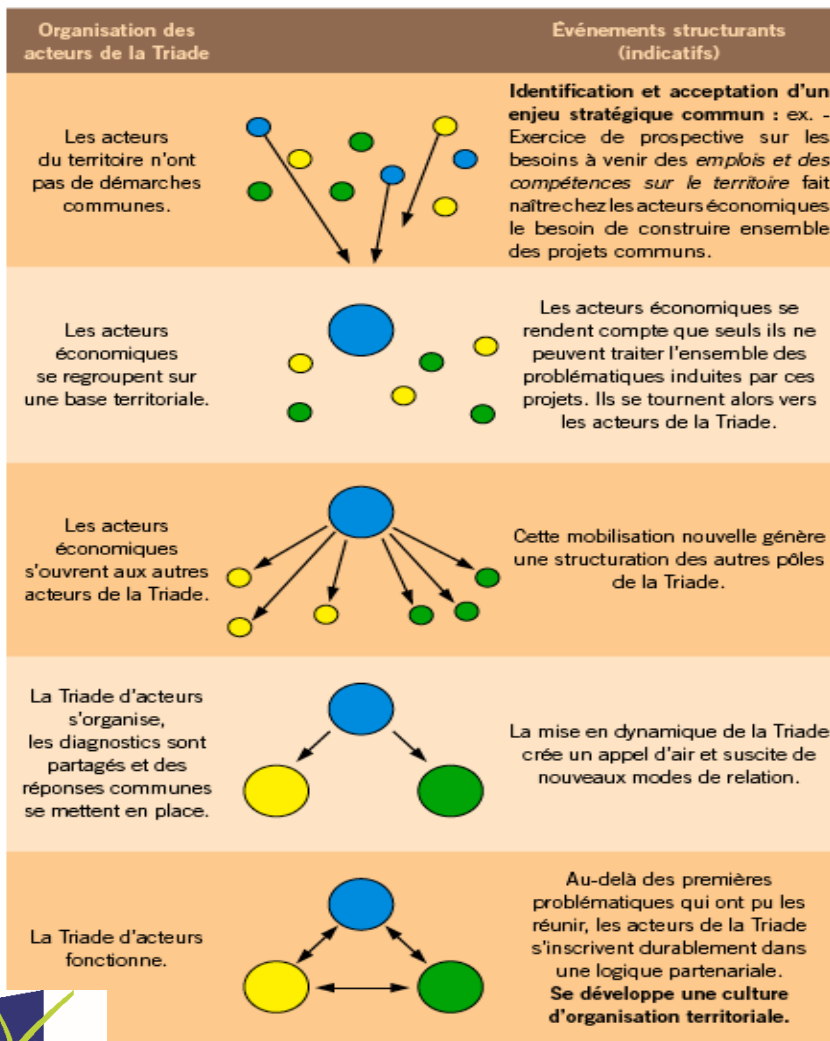 Organisation des
acteurs de la Triade
Événements structurants
(indicatifs)
Les acteurs
du territoire n'ont
pas de démarches
communes.
Identification et acceptation d'un
enjeu stratégique commun : ex. -
Exercice de prospective sur les
besoins à venir des emplois et des
compétences sur le territoire fait
naître chez les acteurs économiques
le besoin de construire ensemble
des projets communs.
Les acteurs
économiques
se regroupent sur
une base territoriale.
Les acteurs économiques se
rendent compte que seuls ils ne
peuvent traiter l'ensemble des
problématiques induites par ces
projets. Ils se tournent alors vers
les acteurs de la Triade.
Les acteurs
économiques
s'ouvrent aux autres
acteurs de la Triade.
Cette mobilisation nouvelle génère
une structuration des autres pôles
de la Triade.
La Triade d'acteurs
s'organise,
les diagnostics sont
partagés et des
réponses communes
se mettent en place.
La mise en dynamique de la Triade
crée un appel d'air et suscite de
nouveaux modes de relation.
La Triade d'acteurs
fonctionne.
Au-delà des premières
problématiques qui ont pu les
réunir, les acteurs de la Triade
s'inscrivent durablement dans
une logique partenariale.
Se développe une culture
d'organisation territoriale.